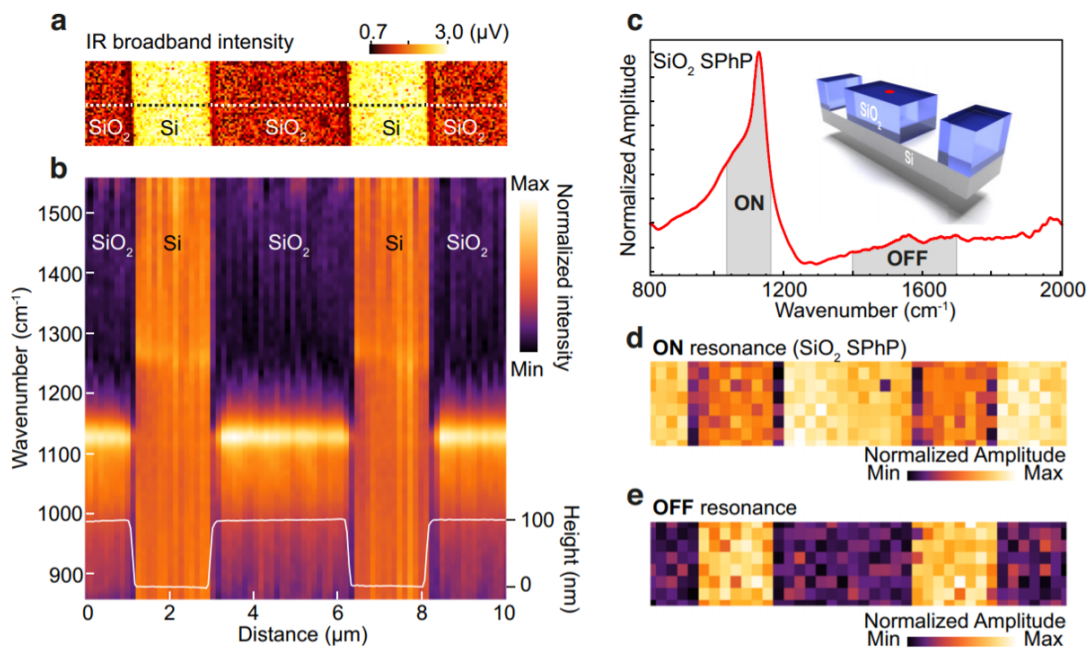 a
IR broadband intensity
0.7 3.0 (μV)
SiO2 Si SiO2 Si SiO2
b
Max
Min
Normalized intensity
SiO2 Si SiO2 Si SiO2
Wavenumber (cm-1)
1500
1400
1300
1200
1100
1000
900
100
0
Height (nm)
0 2 4 6 8 10
Distance (μm)
c
SiO2 SPhP
Normalized Amplitude
SiO2
Si
ON
OFF
800 1200 1600 2000
Wavenumber (cm-1)
d
ON resonance (SiO2 SPhP)
Normalized Amplitude
Min Max
e OFF resonance
Normalized Amplitude
Min Max